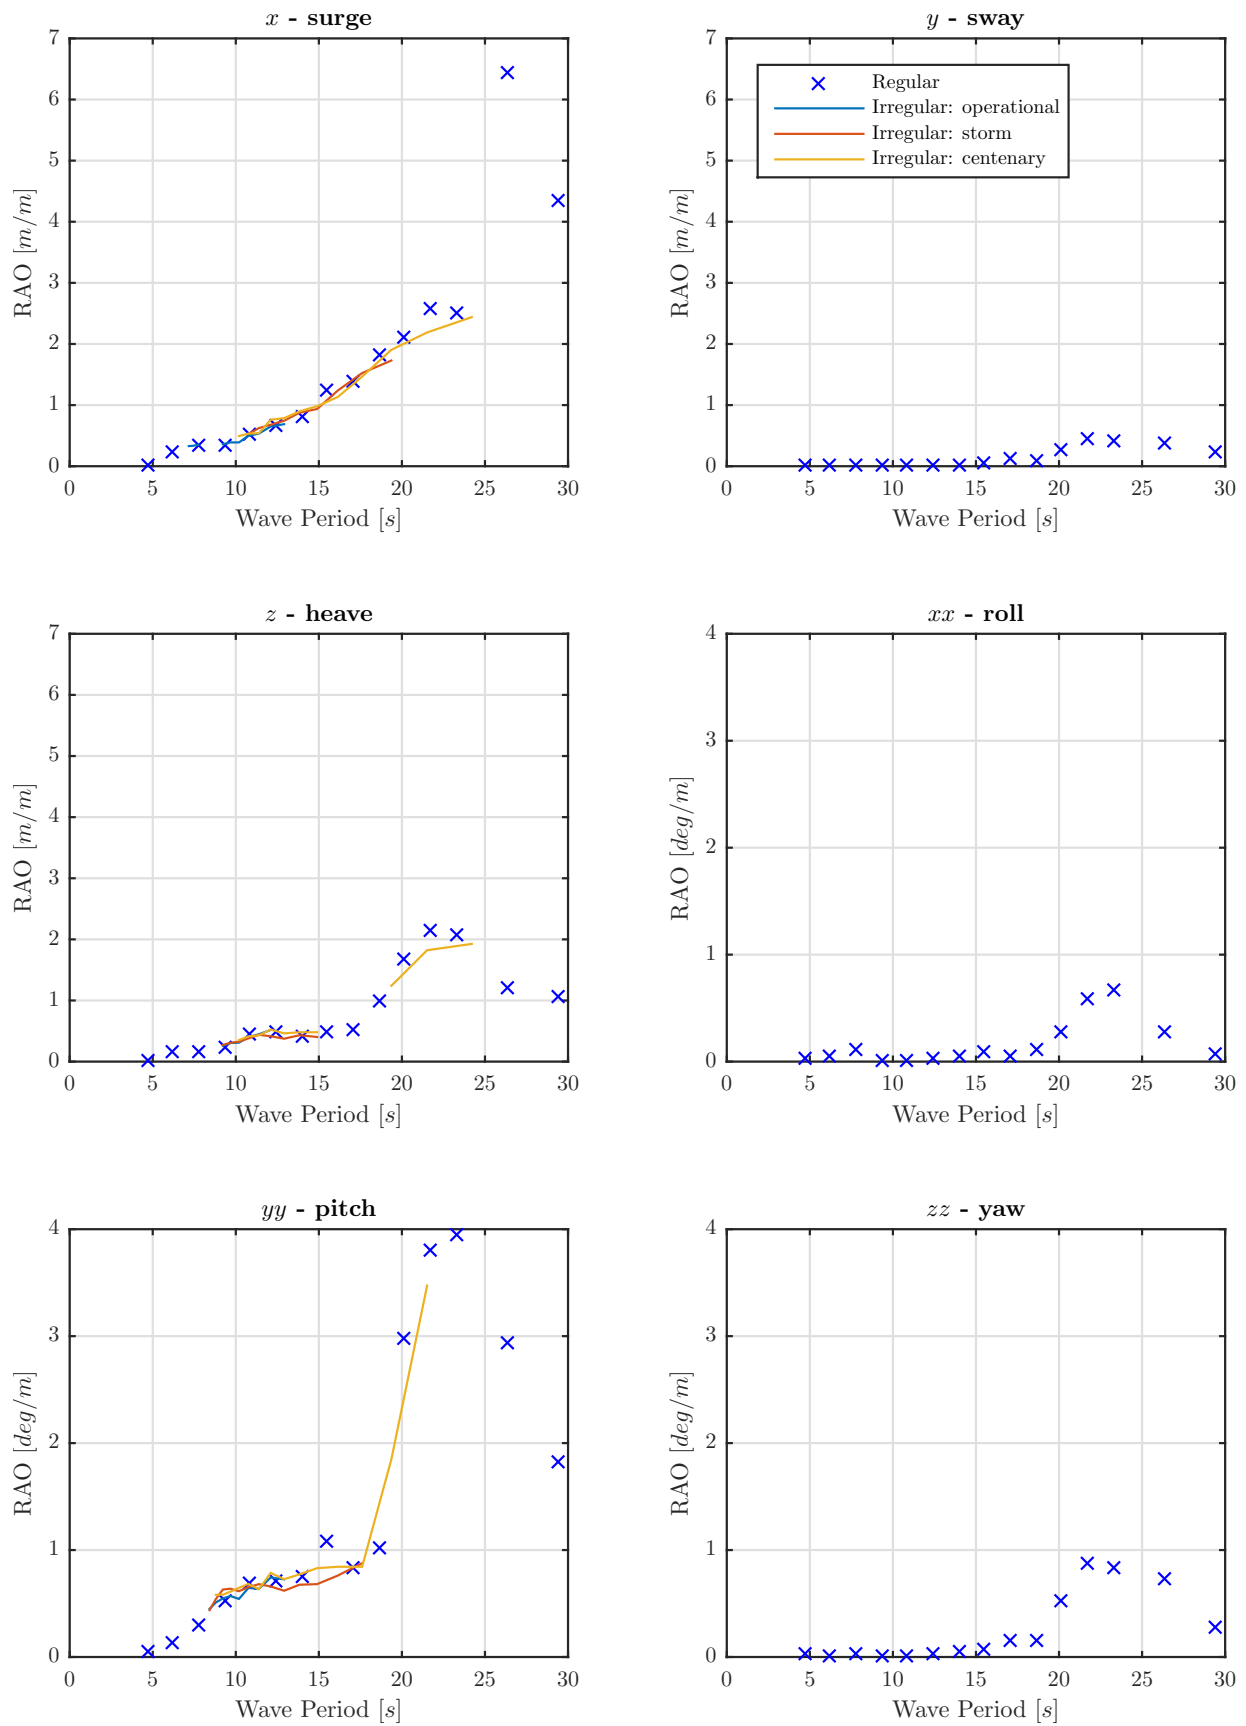 x - surge
7
6
5
4
3
2
1
0
RAO [m/m]
0 5 10 15 20 25 30
Wave Period [s]
y - sway
Regular
Irregular: operational
Irregular: storm
Irregular: centenary
7
6
5
4
3
2
1
0
RAO [m/m]
0 5 10 15 20 25 30
Wave Period [s]
z - heave
7
6
5
4
3
2
1
0
RAO [m/m]
0 5 10 15 20 25 30
Wave Period [s]
xx - roll
4
3
2
1
0
RAO [deg/m]
0 5 10 15 20 25 30
Wave Period [s]
yy - pitch
4
3
2
1
0
RAO [deg/m]
0 5 10 15 20 25 30
Wave Period [s]
zz - yaw
4
3
2
1
0
RAO [deg/m]
0 5 10 15 20 25 30
Wave Period [s]